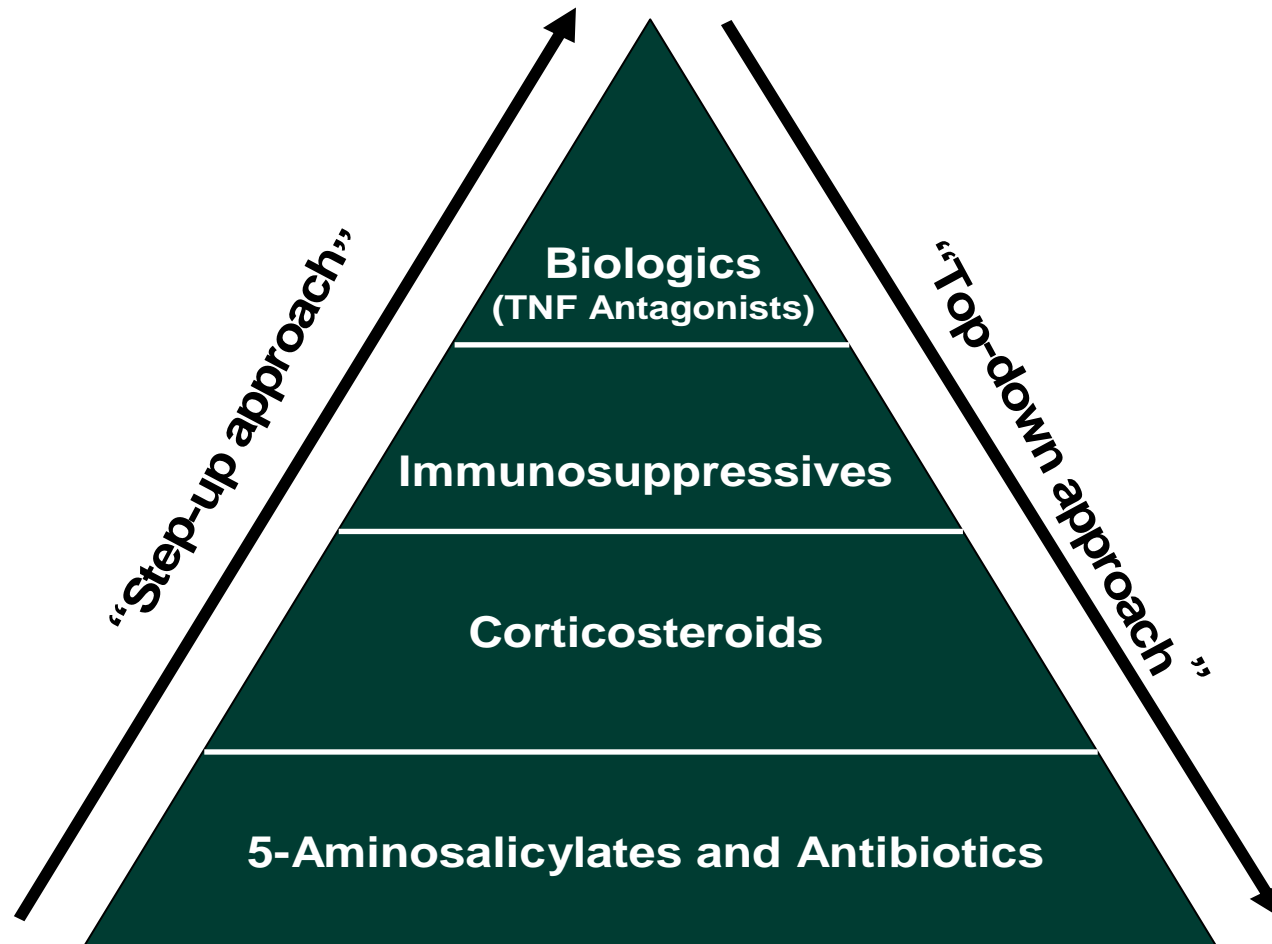 “Step-up approach”
“Top-down approach ”
Biologics
(TNF Antagonists)
Immunosuppressives
Corticosteroids
5-Aminosalicylates and Antibiotics